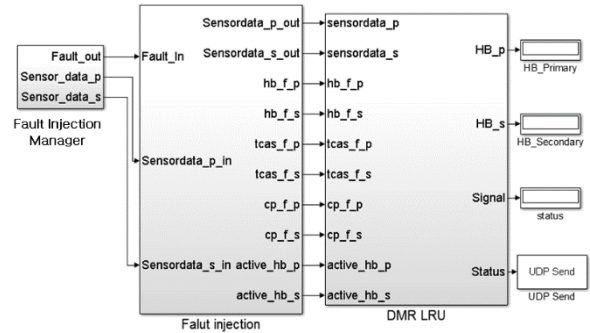 Fault_out
Sensor_data_p
Sensor_data_s
Fault Injection
Manager
Fault_In
Sensordata_p_in
Sensordata_s_in
Sensordata_p_out
Sensordata_s_out
hb_f_p
hb_f_s
tcas_f_p
tcas_f_s
cp_f_p
cp_f_s
active_hb_p
active_hb_s
Falut injection
sensordata_p
sensordata_s
hb_f_p
hb_f_s
tcas_f_p
tcas_f_s
cp_f_p
cp_f_s
active_hb_p
active_hb_s
HB_p
HB_s
Signal
Status
DMR LRU
HB_Primary
HB_Secondary
status
UDP Send
UDP Send